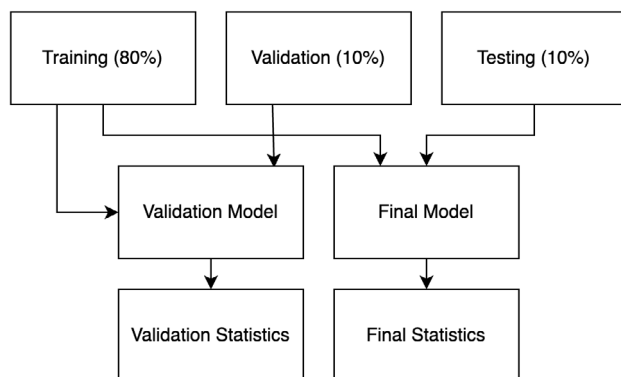 Training (80%)
Validation (10%)
Testing (10%)
Validation Model
Final Model
Validation Statistics
Final Statistics